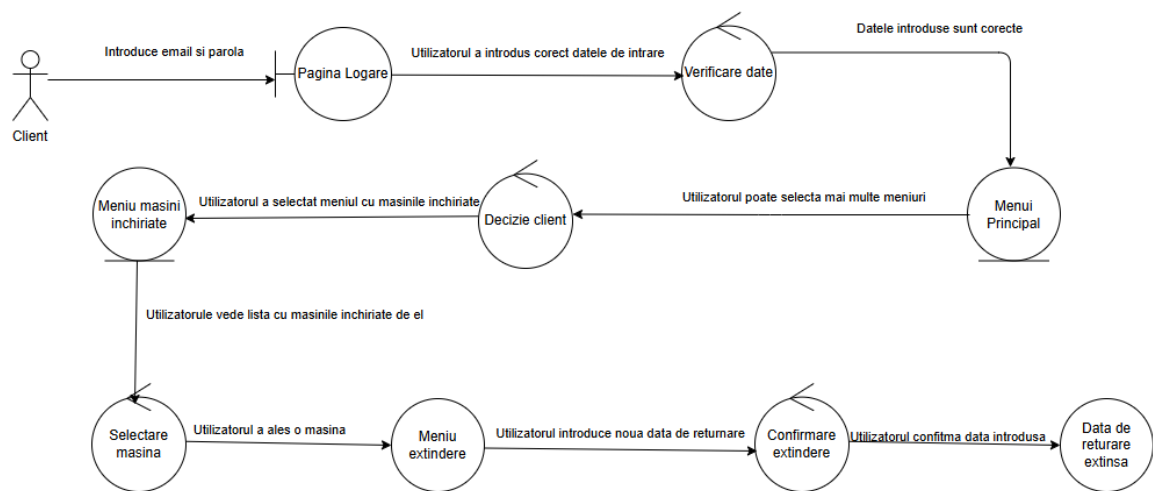 Introduce email si parola
Utilizatorul a introdus corect datele de intrare
Datele introduse sunt corecte
Client
Pagina Logare
Verificare date
Meniu masini
inchiriate
Utilizatorul a selectat meniul cu masinile inchiriate
Decizie client
Utilizatorul poate selecta mai multe meniuri
Menui
Principal
Utilizatorule vede lista cu masinile inchiriate de el
Selectare
masina
Utilizatorul a ales o masina
Meniu
extindere
Utilizatorul introduce noua data de returnare
Confirmare
extindere
Utilizatorul confitma data introdusa
Data de
returare
extinsa